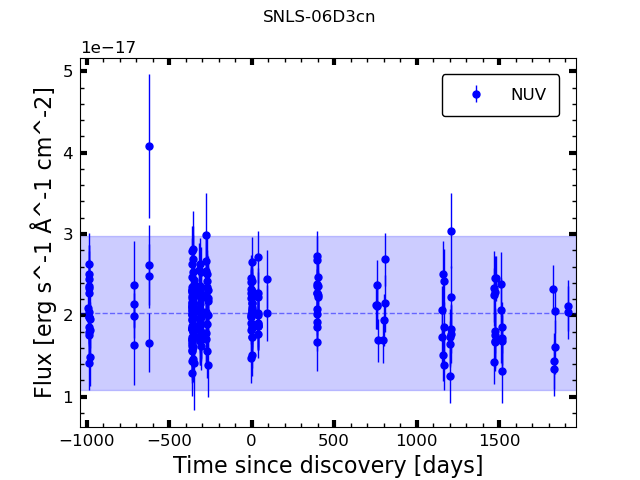 SNLS-06D3cn
1e−17
NUV
5
4
3
2
1
Flux [erg s^-1 Å^-1 cm^-2]
−1000 −500 0 500 1000 1500
Time since discovery [days]